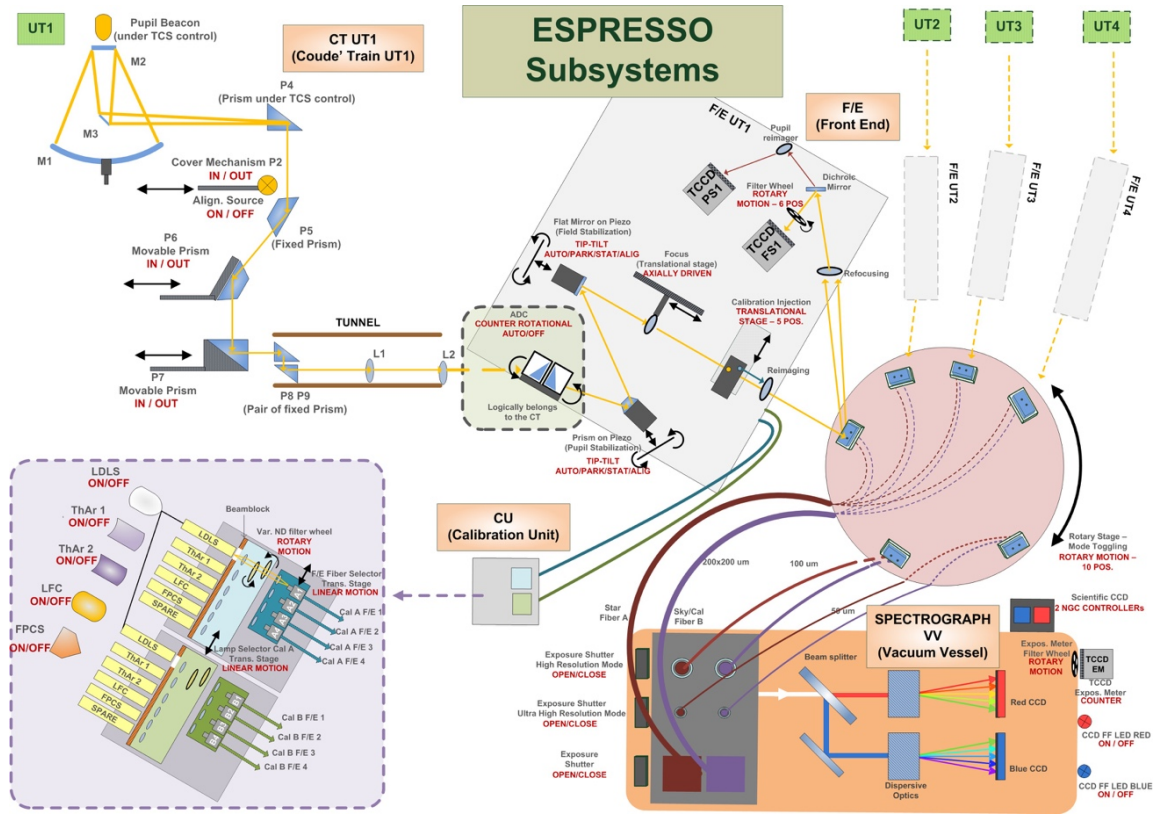 UT1
Pupil Beacon
(under TCS control)
M2
M3
M1
CT UT1
(Coude' Train UT1)
P4
(Prism under TCS control)
Cover Mechanism P2
IN / OUT
Align. Source
ON / OFF
P5
(Fixed Prism)
P6
Movable Prism
IN / OUT
P7
Movable Prism
IN / OUT
TUNNEL
L1
L2
P8 P9
(Pair of fixed Prism)
ESPRESSO
Subsystems
F/E UT1
F/E
(Front End)
Pupil
reimager
TCCD
PS1
Dichroic
Mirror
Filter Wheel
ROTARY
MOTION – 6 POS
TCCD
FS1
Refocusing
Flat Mirror on Piezo
(Field Stabilization)
TIP-TILT
AUTO/PARK/STAT/ALIG
Focus
(Translational stage)
AXIALLY DRIVEN
Calibration Injection
TRANSLATIONAL
STAGE – 5 POS.
Reimaging
ADC
COUNTER ROTATIONAL
AUTO/OFF
Logically belongs
to the CT
Prism on Piezo
(Pupil Stabilization)
TIP-TILT
AUTO/PARK/STAT/ALIG
UT2
UT3
UT4
F/E UT2
F/E UT3
F/E UT4
Rotary Stage –
Mode Toggling
ROTARY MOTION –
10 POS.
CU
(Calibration Unit)
200x200 um
100 um
50 um
Star
Fiber A
Sky/Cal
Fiber B
LDLS
ON/OFF
ThAr 1
ON/OFF
ThAr 2
ON/OFF
LFC
ON/OFF
FPCS
ON/OFF
Beamblock
Var. ND filter wheel
ROTARY
MOTION
LDLS
ThAr 1
ThAr 2
LFC
FPCS
SPARE
F/E Fiber Selector
Trans. Stage
LINEAR MOTION
Cal A F/E 1
Cal A F/E 2
Cal A F/E 3
Cal A F/E 4
Lamp Selector Cal A
Trans. Stage
LINEAR MOTION
LDLS
ThAr 1
ThAr 2
LFC
FPCS
SPARE
Cal B F/E 1
Cal B F/E 2
Cal B F/E 3
Cal B F/E 4
Exposure Shutter
High Resolution Mode
OPEN/CLOSE
Exposure Shutter
Ultra High Resolution Mode
OPEN/CLOSE
Exposure
Shutter
OPEN/CLOSE
SPECTROGRAPH
VV
(Vacuum Vessel)
Beam splitter
Red CCD
Blue CCD
Dispersive
Optics
Scientific CCD
2 NGC CONTROLLERs
Expos. Meter
Filter Wheel
ROTARY
MOTION
TCCD
EM
TCCD
Expos. Meter
COUNTER
CCD FF LED RED
ON / OFF
CCD FF LED BLUE
ON / OFF